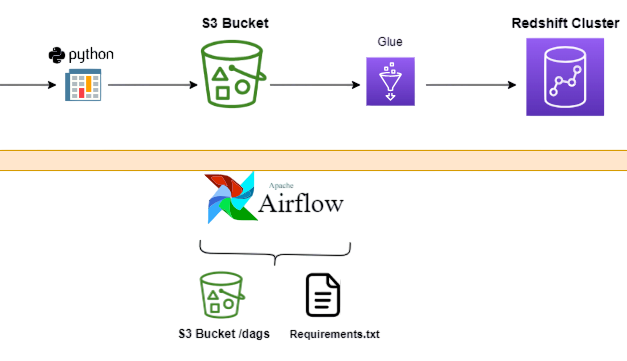 S3 Bucket
Redshift Cluster
Glue
python
Apache
Airflow
S3 Bucket /dags
Requirements.txt